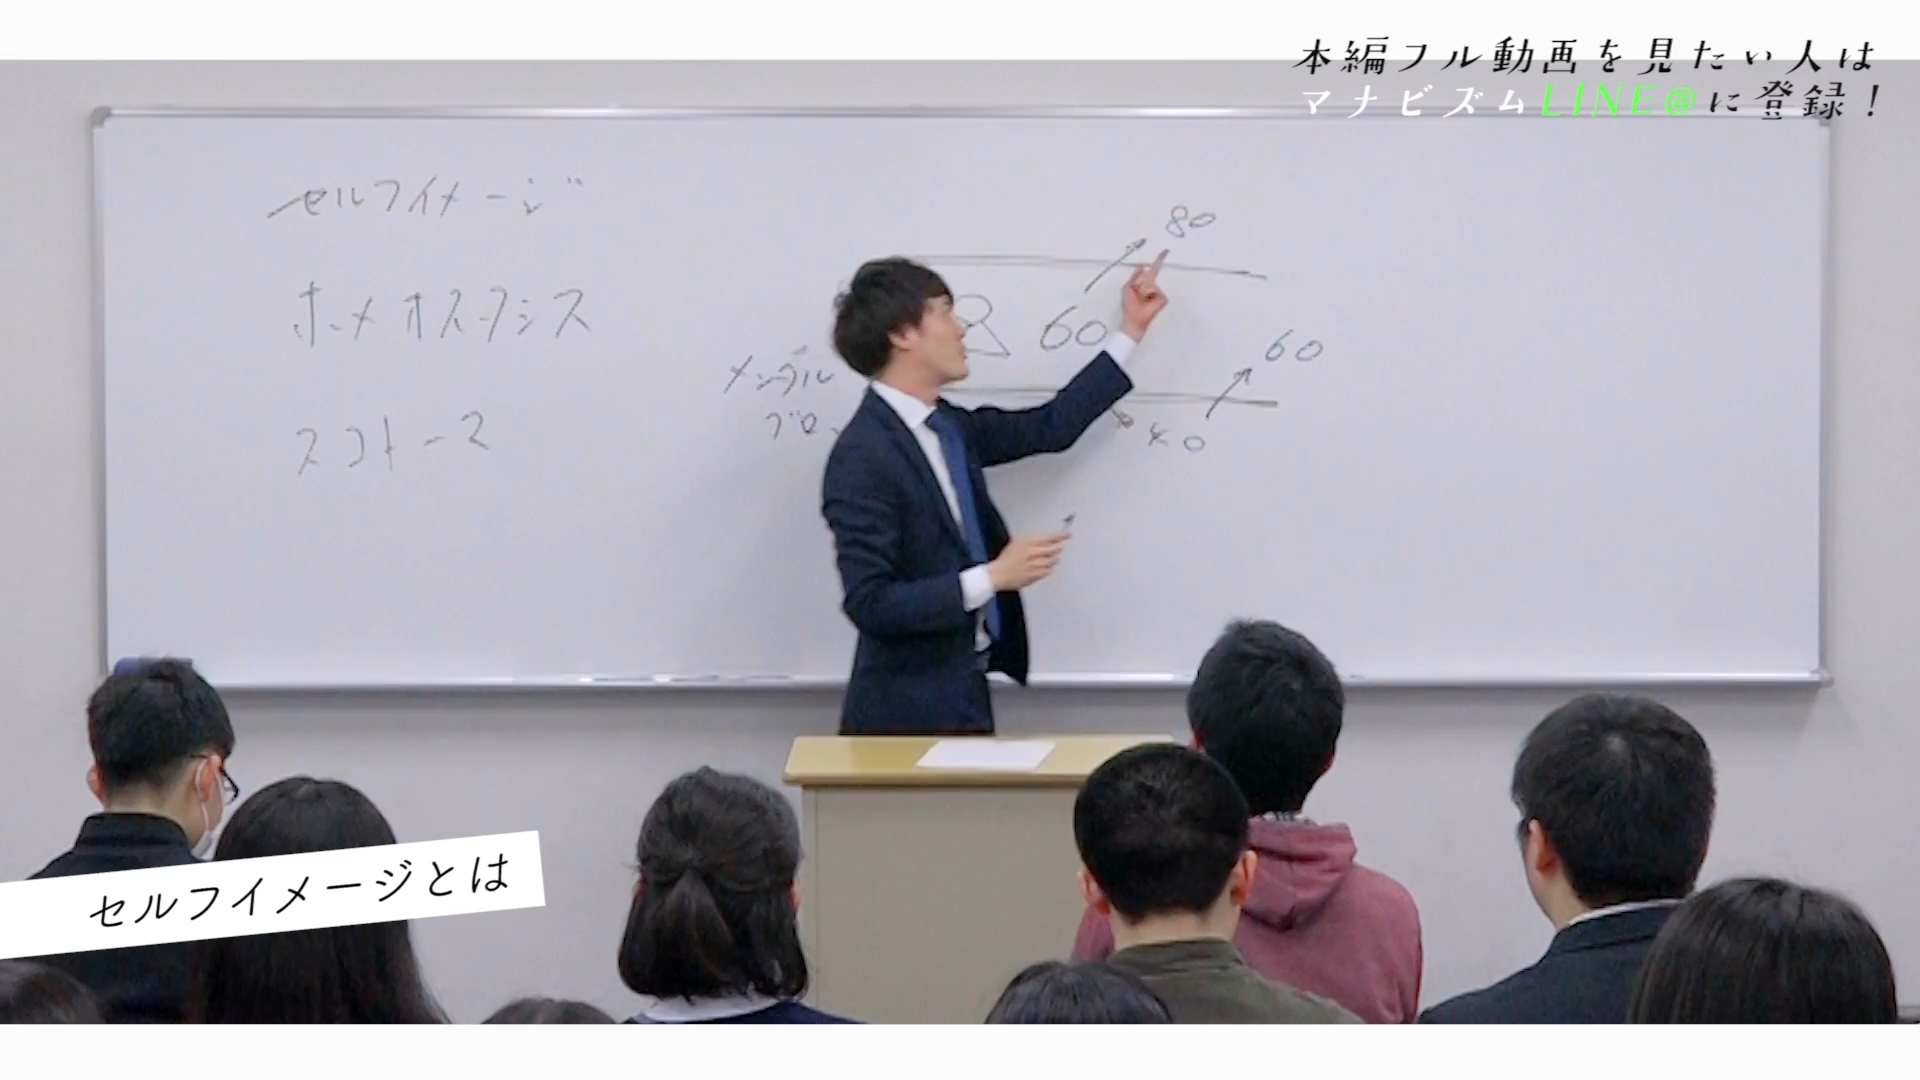 本編フル動画を見たい人は
マナビズムLINE@に登録！
セルフイメージ
ホメオスタシス
スコトーマ
80
60
60
メンタル
ブロ
40
セルフイメージとは